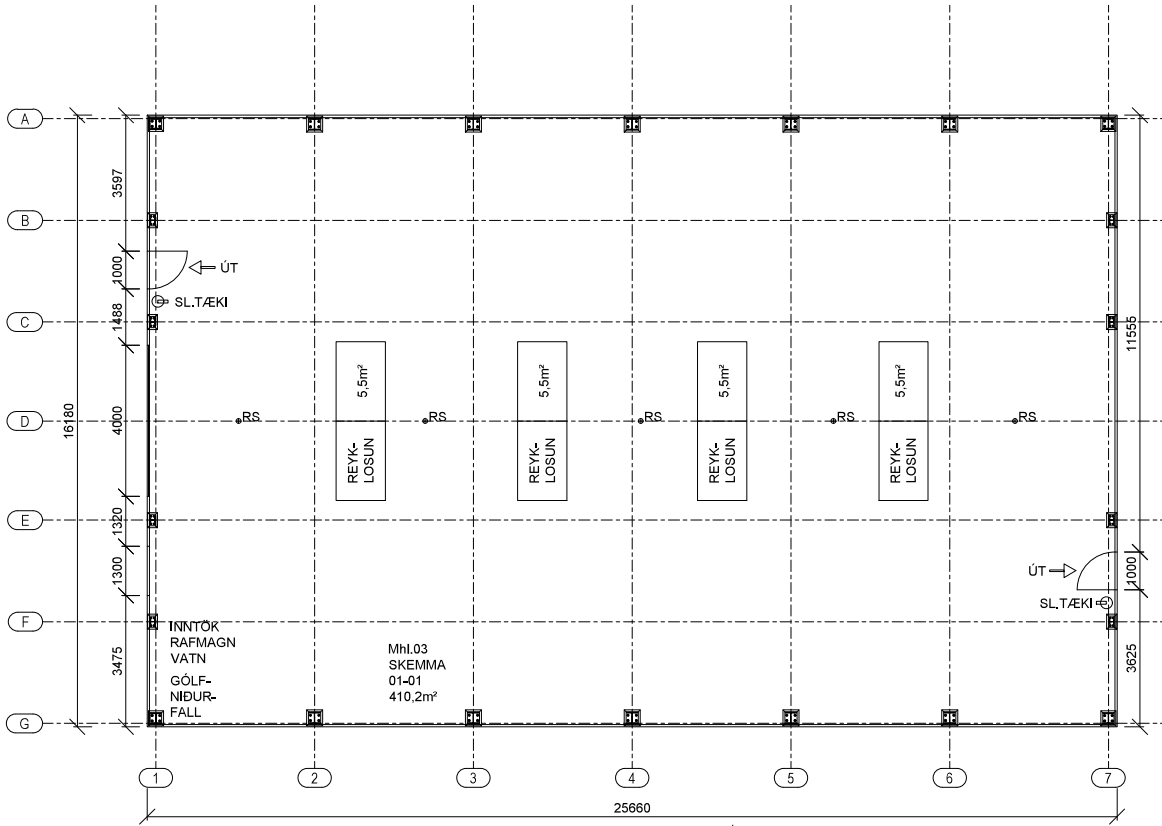 A
B
C
D
E
F
G
16180
3597
1000
1488
4000
1320
1300
3475
ÚT
SL.TÆKI
RS
RS
RS
RS
RS
5,5m²
REYK-
LOSUN
5,5m²
REYK-
LOSUN
5,5m²
REYK-
LOSUN
5,5m²
REYK-
LOSUN
11555
ÚT
1000
SL.TÆKI
3625
INNTÖK
RAFMAGN
VATN
GÓLF-
NIÐUR-
FALL
Mhl.03
SKEMMA
01-01
410,2m²
1
2
3
4
5
6
7
25660